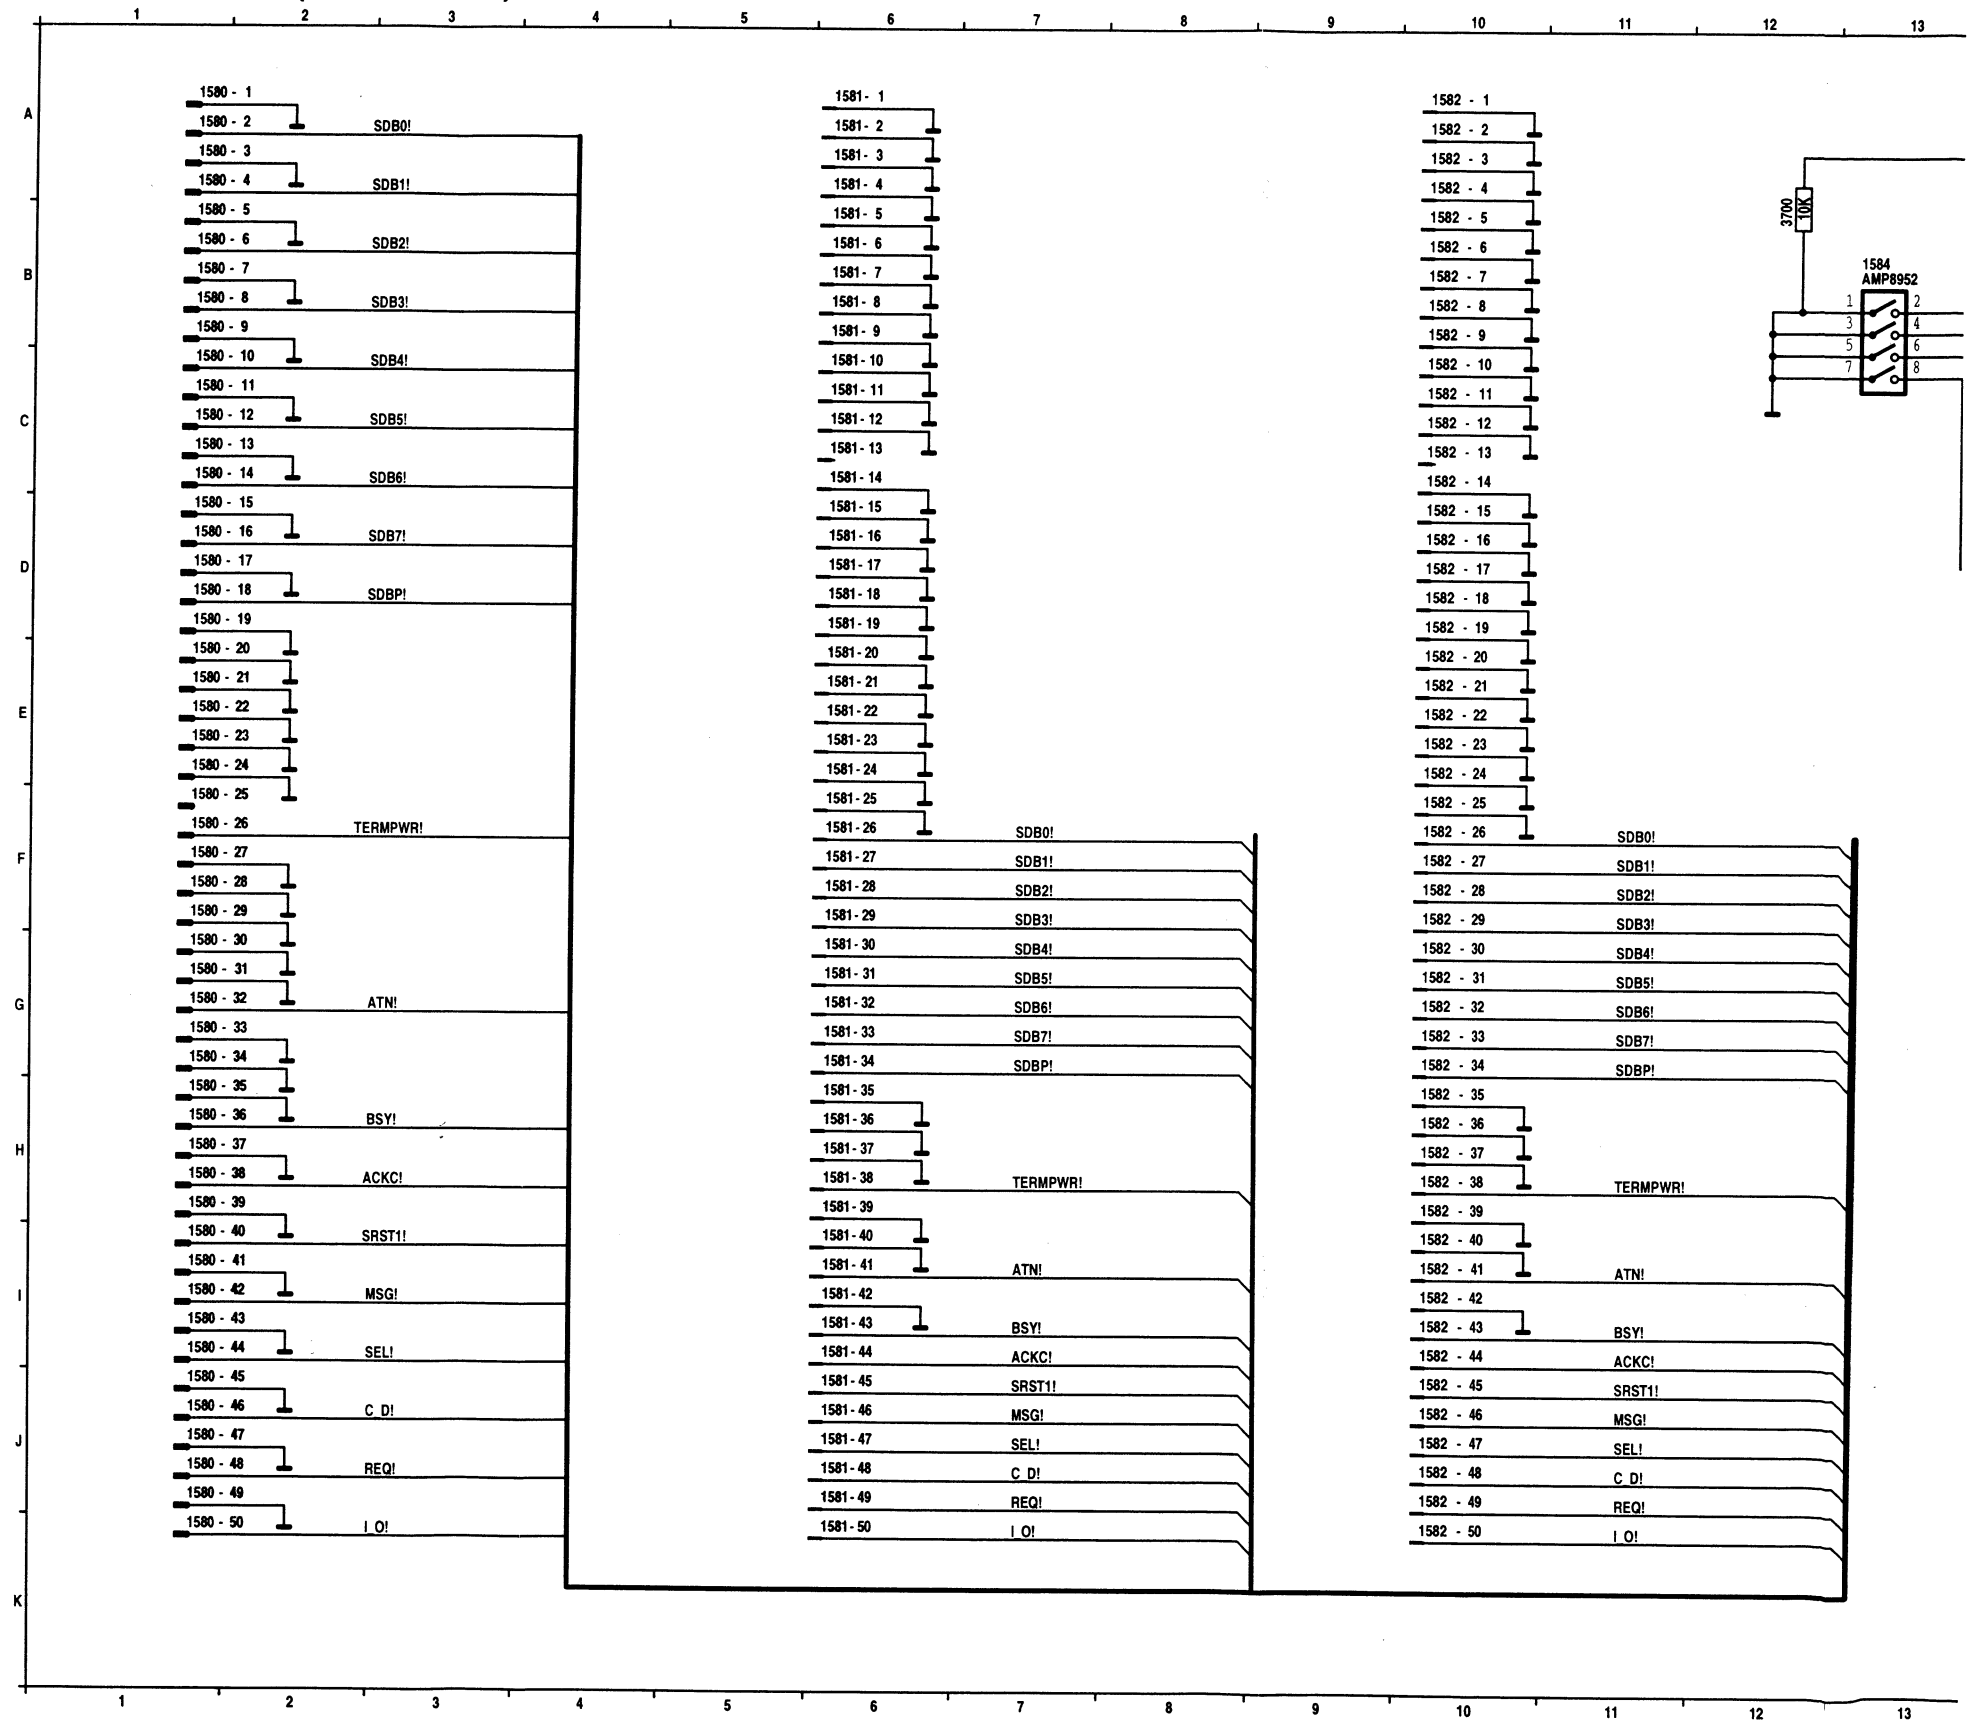 1 2 3 4 5 6 7 8 9 10 11 12 13
A
B
C
D
E
F
G
H
I
J
K
1580 - 1
1580 - 2 SDB0!
1580 - 3
1580 - 4 SDB1!
1580 - 5
1580 - 6 SDB2!
1580 - 7
1580 - 8 SDB3!
1580 - 9
1580 - 10 SDB4!
1580 - 11
1580 - 12 SDB5!
1580 - 13
1580 - 14 SDB6!
1580 - 15
1580 - 16 SDB7!
1580 - 17
1580 - 18 SDBP!
1580 - 19
1580 - 20
1580 - 21
1580 - 22
1580 - 23
1580 - 24
1580 - 25
1580 - 26 TERMPWR!
1580 - 27
1580 - 28
1580 - 29
1580 - 30
1580 - 31
1580 - 32 ATN!
1580 - 33
1580 - 34
1580 - 35
1580 - 36 BSY!
1580 - 37
1580 - 38 ACKC!
1580 - 39
1580 - 40 SRST1!
1580 - 41
1580 - 42 MSG!
1580 - 43
1580 - 44 SEL!
1580 - 45
1580 - 46 C_D!
1580 - 47
1580 - 48 REQ!
1580 - 49
1580 - 50 I_O!
1581 - 1
1581 - 2
1581 - 3
1581 - 4
1581 - 5
1581 - 6
1581 - 7
1581 - 8
1581 - 9
1581 - 10
1581 - 11
1581 - 12
1581 - 13
1581 - 14
1581 - 15
1581 - 16
1581 - 17
1581 - 18
1581 - 19
1581 - 20
1581 - 21
1581 - 22
1581 - 23
1581 - 24
1581 - 25
1581 - 26 SDB0!
1581 - 27 SDB1!
1581 - 28 SDB2!
1581 - 29 SDB3!
1581 - 30 SDB4!
1581 - 31 SDB5!
1581 - 32 SDB6!
1581 - 33 SDB7!
1581 - 34 SDBP!
1581 - 35
1581 - 36
1581 - 37
1581 - 38 TERMPWR!
1581 - 39
1581 - 40
1581 - 41 ATN!
1581 - 42
1581 - 43 BSY!
1581 - 44 ACKC!
1581 - 45 SRST1!
1581 - 46 MSG!
1581 - 47 SEL!
1581 - 48 C_D!
1581 - 49 REQ!
1581 - 50 I_O!
1582 - 1
1582 - 2
1582 - 3
1582 - 4
1582 - 5
1582 - 6
1582 - 7
1582 - 8
1582 - 9
1582 - 10
1582 - 11
1582 - 12
1582 - 13
1582 - 14
1582 - 15
1582 - 16
1582 - 17
1582 - 18
1582 - 19
1582 - 20
1582 - 21
1582 - 22
1582 - 23
1582 - 24
1582 - 25
1582 - 26 SDB0!
1582 - 27 SDB1!
1582 - 28 SDB2!
1582 - 29 SDB3!
1582 - 30 SDB4!
1582 - 31 SDB5!
1582 - 32 SDB6!
1582 - 33 SDB7!
1582 - 34 SDBP!
1582 - 35
1582 - 36
1582 - 37
1582 - 38 TERMPWR!
1582 - 39
1582 - 40
1582 - 41 ATN!
1582 - 42
1582 - 43 BSY!
1582 - 44 ACKC!
1582 - 45 SRST1!
1582 - 46 MSG!
1582 - 47 SEL!
1582 - 48 C_D!
1582 - 49 REQ!
1582 - 50 I_O!
3700
10K
1584
AMP8952
1 2
3 4
5 6
7 8
1 2 3 4 5 6 7 8 9 10 11 12 13